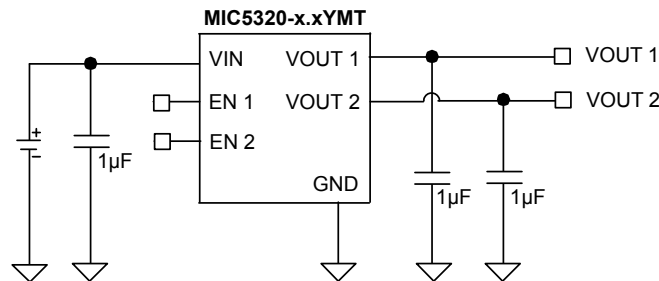 MIC5320-x.xYMT
VIN
VOUT 1
VOUT 1
EN 1
VOUT 2
VOUT 2
EN 2
+
−
1µF
GND
1µF
1µF